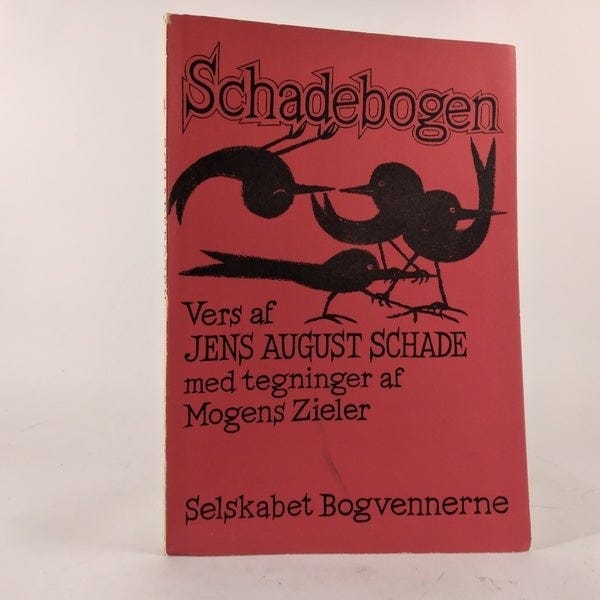 Schadebogen
Vers af
JENS AUGUST SCHADE
med tegninger af
Mogens Zieler
Selskabet Bogvennerne